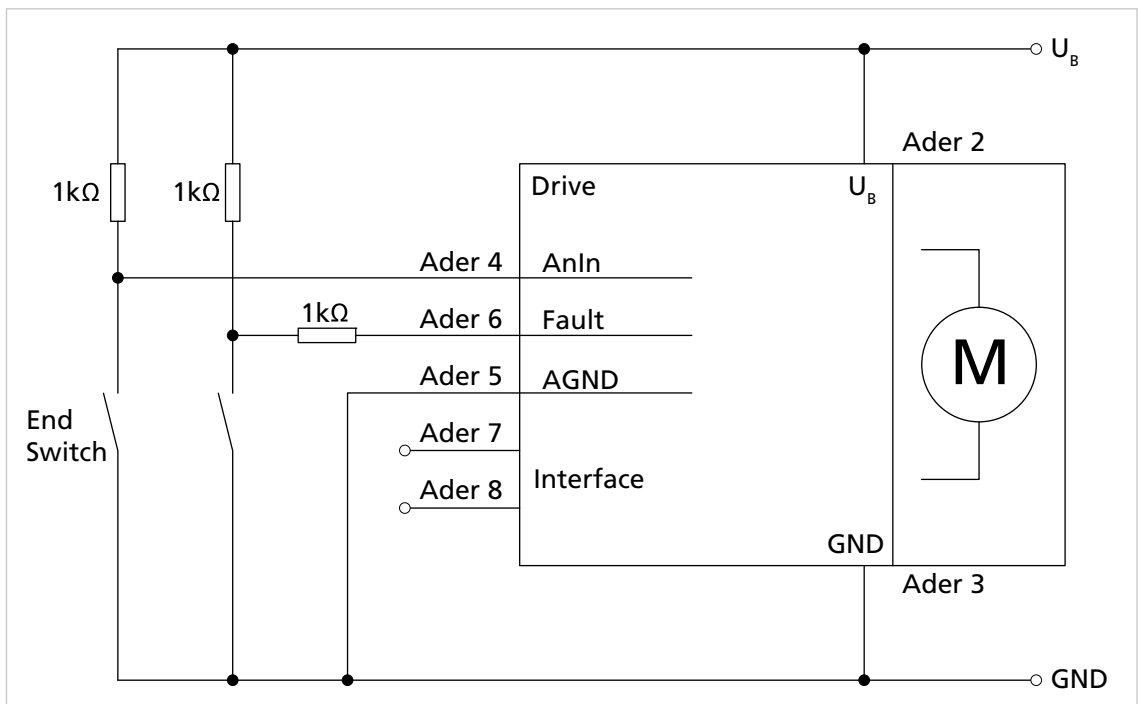 U_B
Ader 2
1kΩ
1kΩ
Drive
U_B
Ader 4
AnIn
1kΩ
Ader 6
Fault
Ader 5
AGND
End
Switch
Ader 7
Ader 8
Interface
M
GND
Ader 3
GND